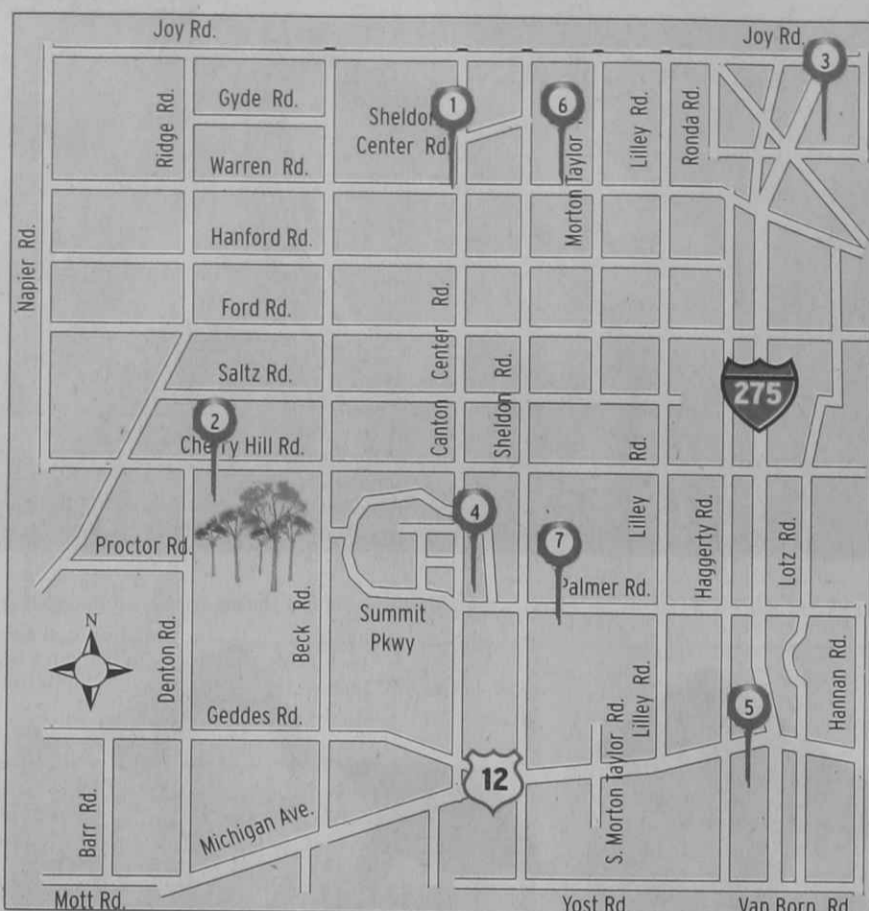 Joy Rd.
Joy Rd.
3
Gyde Rd.
1
6
Ridge Rd.
Sheldon
Center Rd.
Lilley Rd.
Ronda Rd.
Warren Rd.
Morton Taylor
Hanford Rd.
Napier Rd.
Ford Rd.
Canton Center Rd.
Saltz Rd.
Sheldon Rd.
275
2
Cherry Hill Rd.
Lilley Rd.
4
7
Proctor Rd.
Palmer Rd.
Haggerty Rd.
Lotz Rd.
Summit
Pkwy
Beck Rd.
N
Denton Rd.
Geddes Rd.
Lilley Rd.
5
Hannan Rd.
12
S. Morton Taylor Rd.
Barr Rd.
Michigan Ave.
Mott Rd.
Yost Rd
Van Born Rd